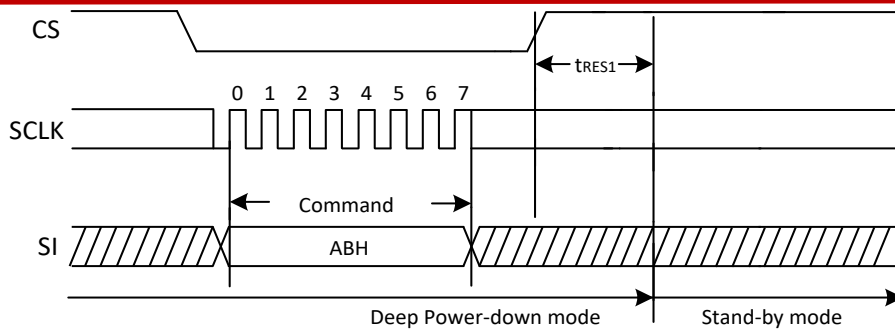 CS
tRES1
0 1 2 3 4 5 6 7
SCLK
Command
SI
ABH
Deep Power-down mode
Stand-by mode